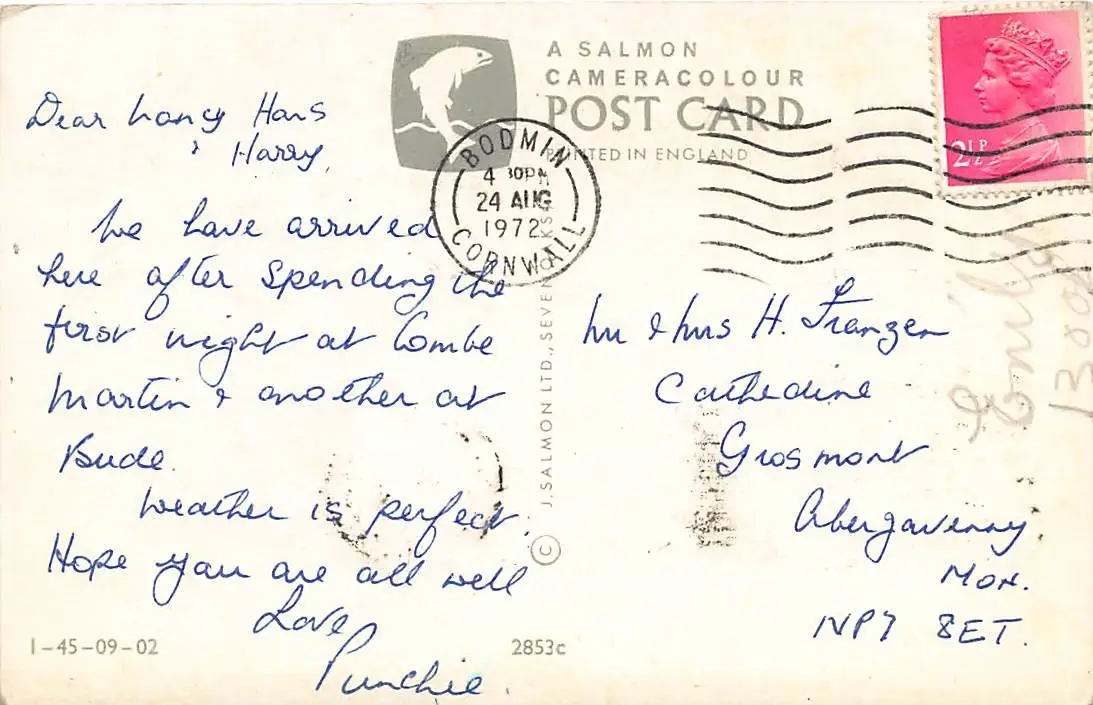 A SALMON
CAMERACOLOUR
POST CARD
PRINTED IN ENGLAND
BODMIN
4 30PM
24 AUG
1972
CORNWALL
2½P
Dear Nancy Hans
& Harry,
We have arrived
here after spending the
first night at Combe
Martin & another at
Bude.
Weather is perfect.
Hope you are all well
Love
Punchie.
Mr & Mrs H. Franzen
Cathedine
Grosmont
Abergavenny
Mon.
NP7 8ET.
© J. SALMON LTD., SEVENOAKS
1-45-09-02
2853c